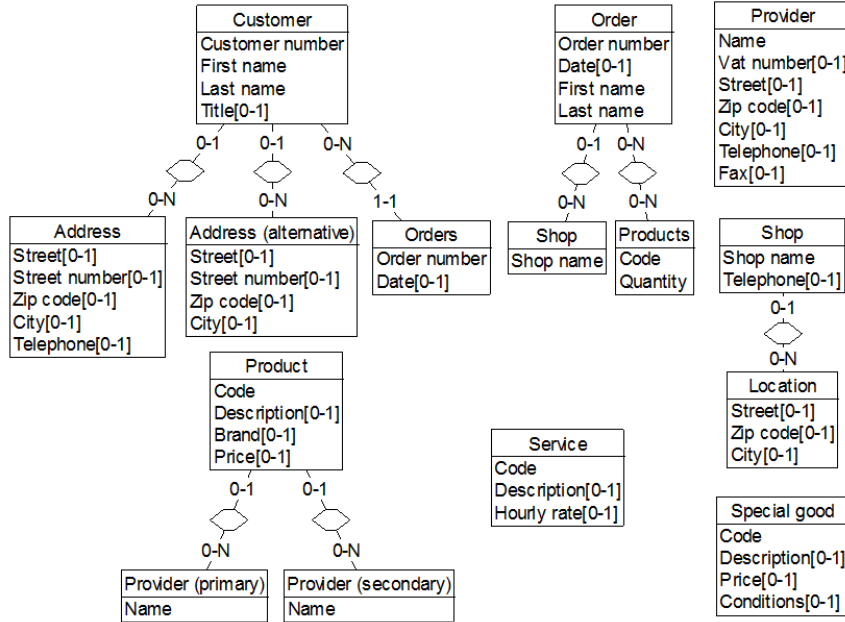 Customer
Customer number
First name
Last name
Title[0-1]
0-1
0-1
0-N
0-N
0-N
1-1
Address
Street[0-1]
Street number[0-1]
Zip code[0-1]
City[0-1]
Telephone[0-1]
Address (alternative)
Street[0-1]
Street number[0-1]
Zip code[0-1]
City[0-1]
Orders
Order number
Date[0-1]
Order
Order number
Date[0-1]
First name
Last name
0-1
0-N
0-N
0-N
Shop
Shop name
Products
Code
Quantity
Provider
Name
Vat number[0-1]
Street[0-1]
Zip code[0-1]
City[0-1]
Telephone[0-1]
Fax[0-1]
Shop
Shop name
Telephone[0-1]
0-1
0-N
Location
Street[0-1]
Zip code[0-1]
City[0-1]
Product
Code
Description[0-1]
Brand[0-1]
Price[0-1]
0-1
0-1
0-N
0-N
Provider (primary)
Name
Provider (secondary)
Name
Service
Code
Description[0-1]
Hourly rate[0-1]
Special good
Code
Description[0-1]
Price[0-1]
Conditions[0-1]